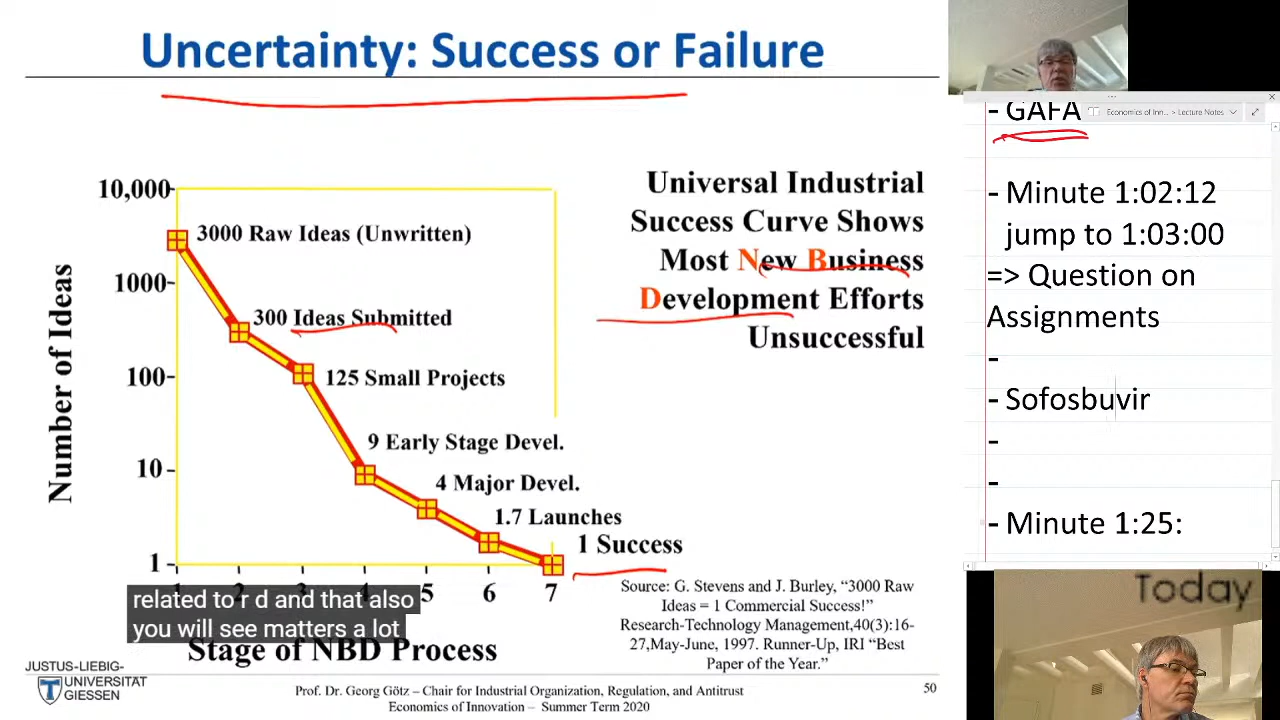 Uncertainty: Success or Failure
10,000
1000
100
10
1
Number of Ideas
3000 Raw Ideas (Unwritten)
300 Ideas Submitted
125 Small Projects
9 Early Stage Devel.
4 Major Devel.
1.7 Launches
1 Success
1 2 3 4 5 6 7
related to r d and that also
you will see matters a lot
Stage of NBD Process
Universal Industrial
Success Curve Shows
Most New Business
Development Efforts
Unsuccessful
Source: G. Stevens and J. Burley, “3000 Raw
Ideas = 1 Commercial Success!”
Research-Technology Management,40(3):16-
27,May-June, 1997. Runner-Up, IRI “Best
Paper of the Year.”
JUSTUS-LIEBIG-
UNIVERSITAT
GIESSEN
Prof. Dr. Georg Götz – Chair for Industrial Organization, Regulation, and Antitrust
Economics of Innovation – Summer Term 2020
50
- GAFA
Economics of Inn... > Lecture Notes
- Minute 1:02:12
jump to 1:03:00
=> Question on
Assignments
-
- Sofosbuvir
-
-
- Minute 1:25:
Today